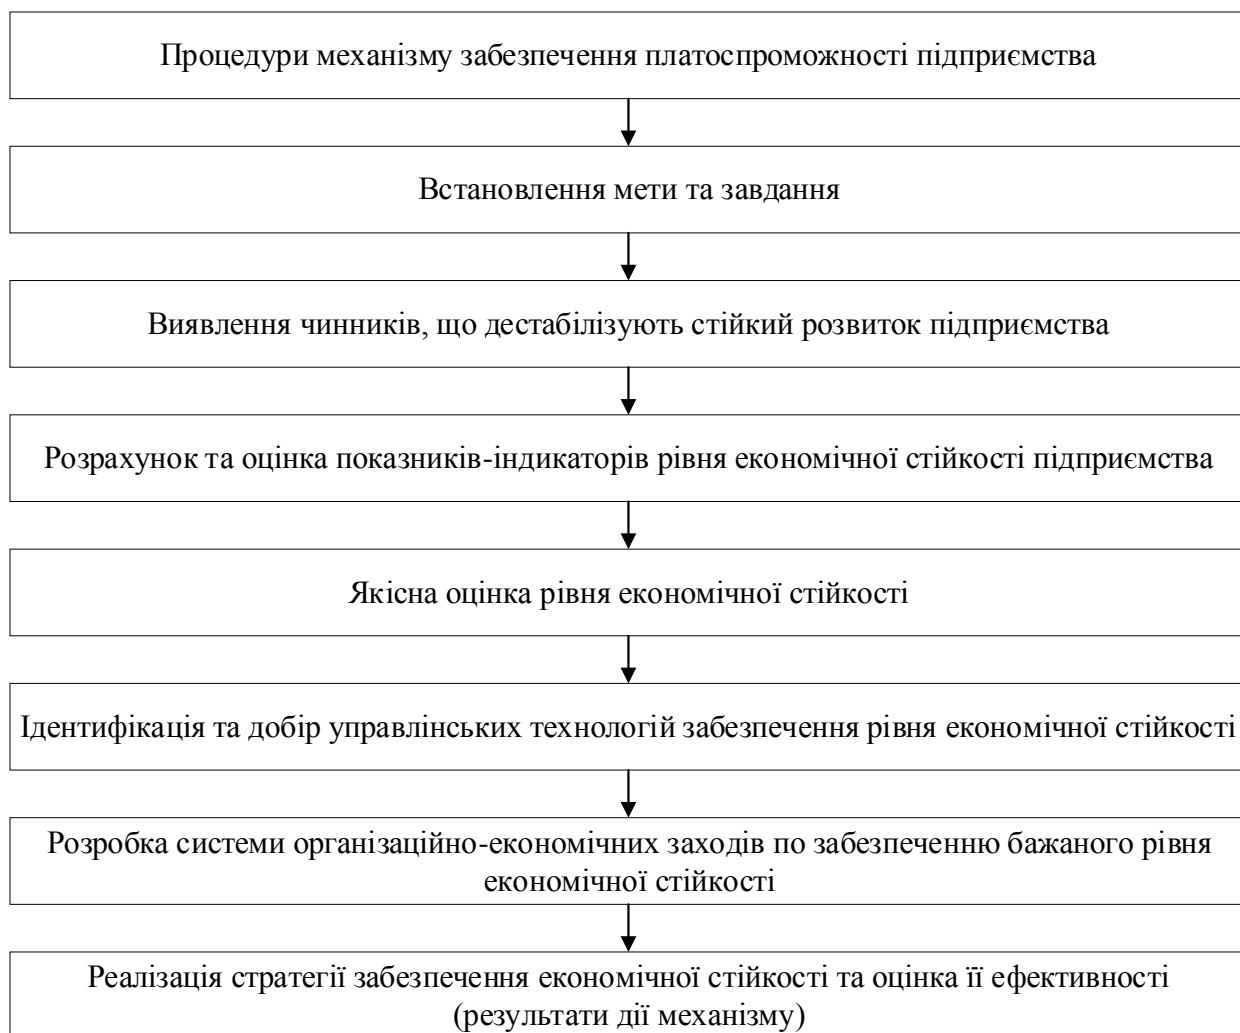 Процедури механізму забезпечення платоспроможності підприємства
Встановлення мети та завдання
Виявлення чинників, що дестабілізують стійкий розвиток підприємства
Розрахунок та оцінка показників-індикаторів рівня економічної стійкості підприємства
Якісна оцінка рівня економічної стійкості
Ідентифікація та добір управлінських технологій забезпечення рівня економічної стійкості
Розробка системи організаційно-економічних заходів по забезпеченню бажаного рівня
економічної стійкості
Реалізація стратегії забезпечення економічної стійкості та оцінка її ефективності
(результати дії механізму)